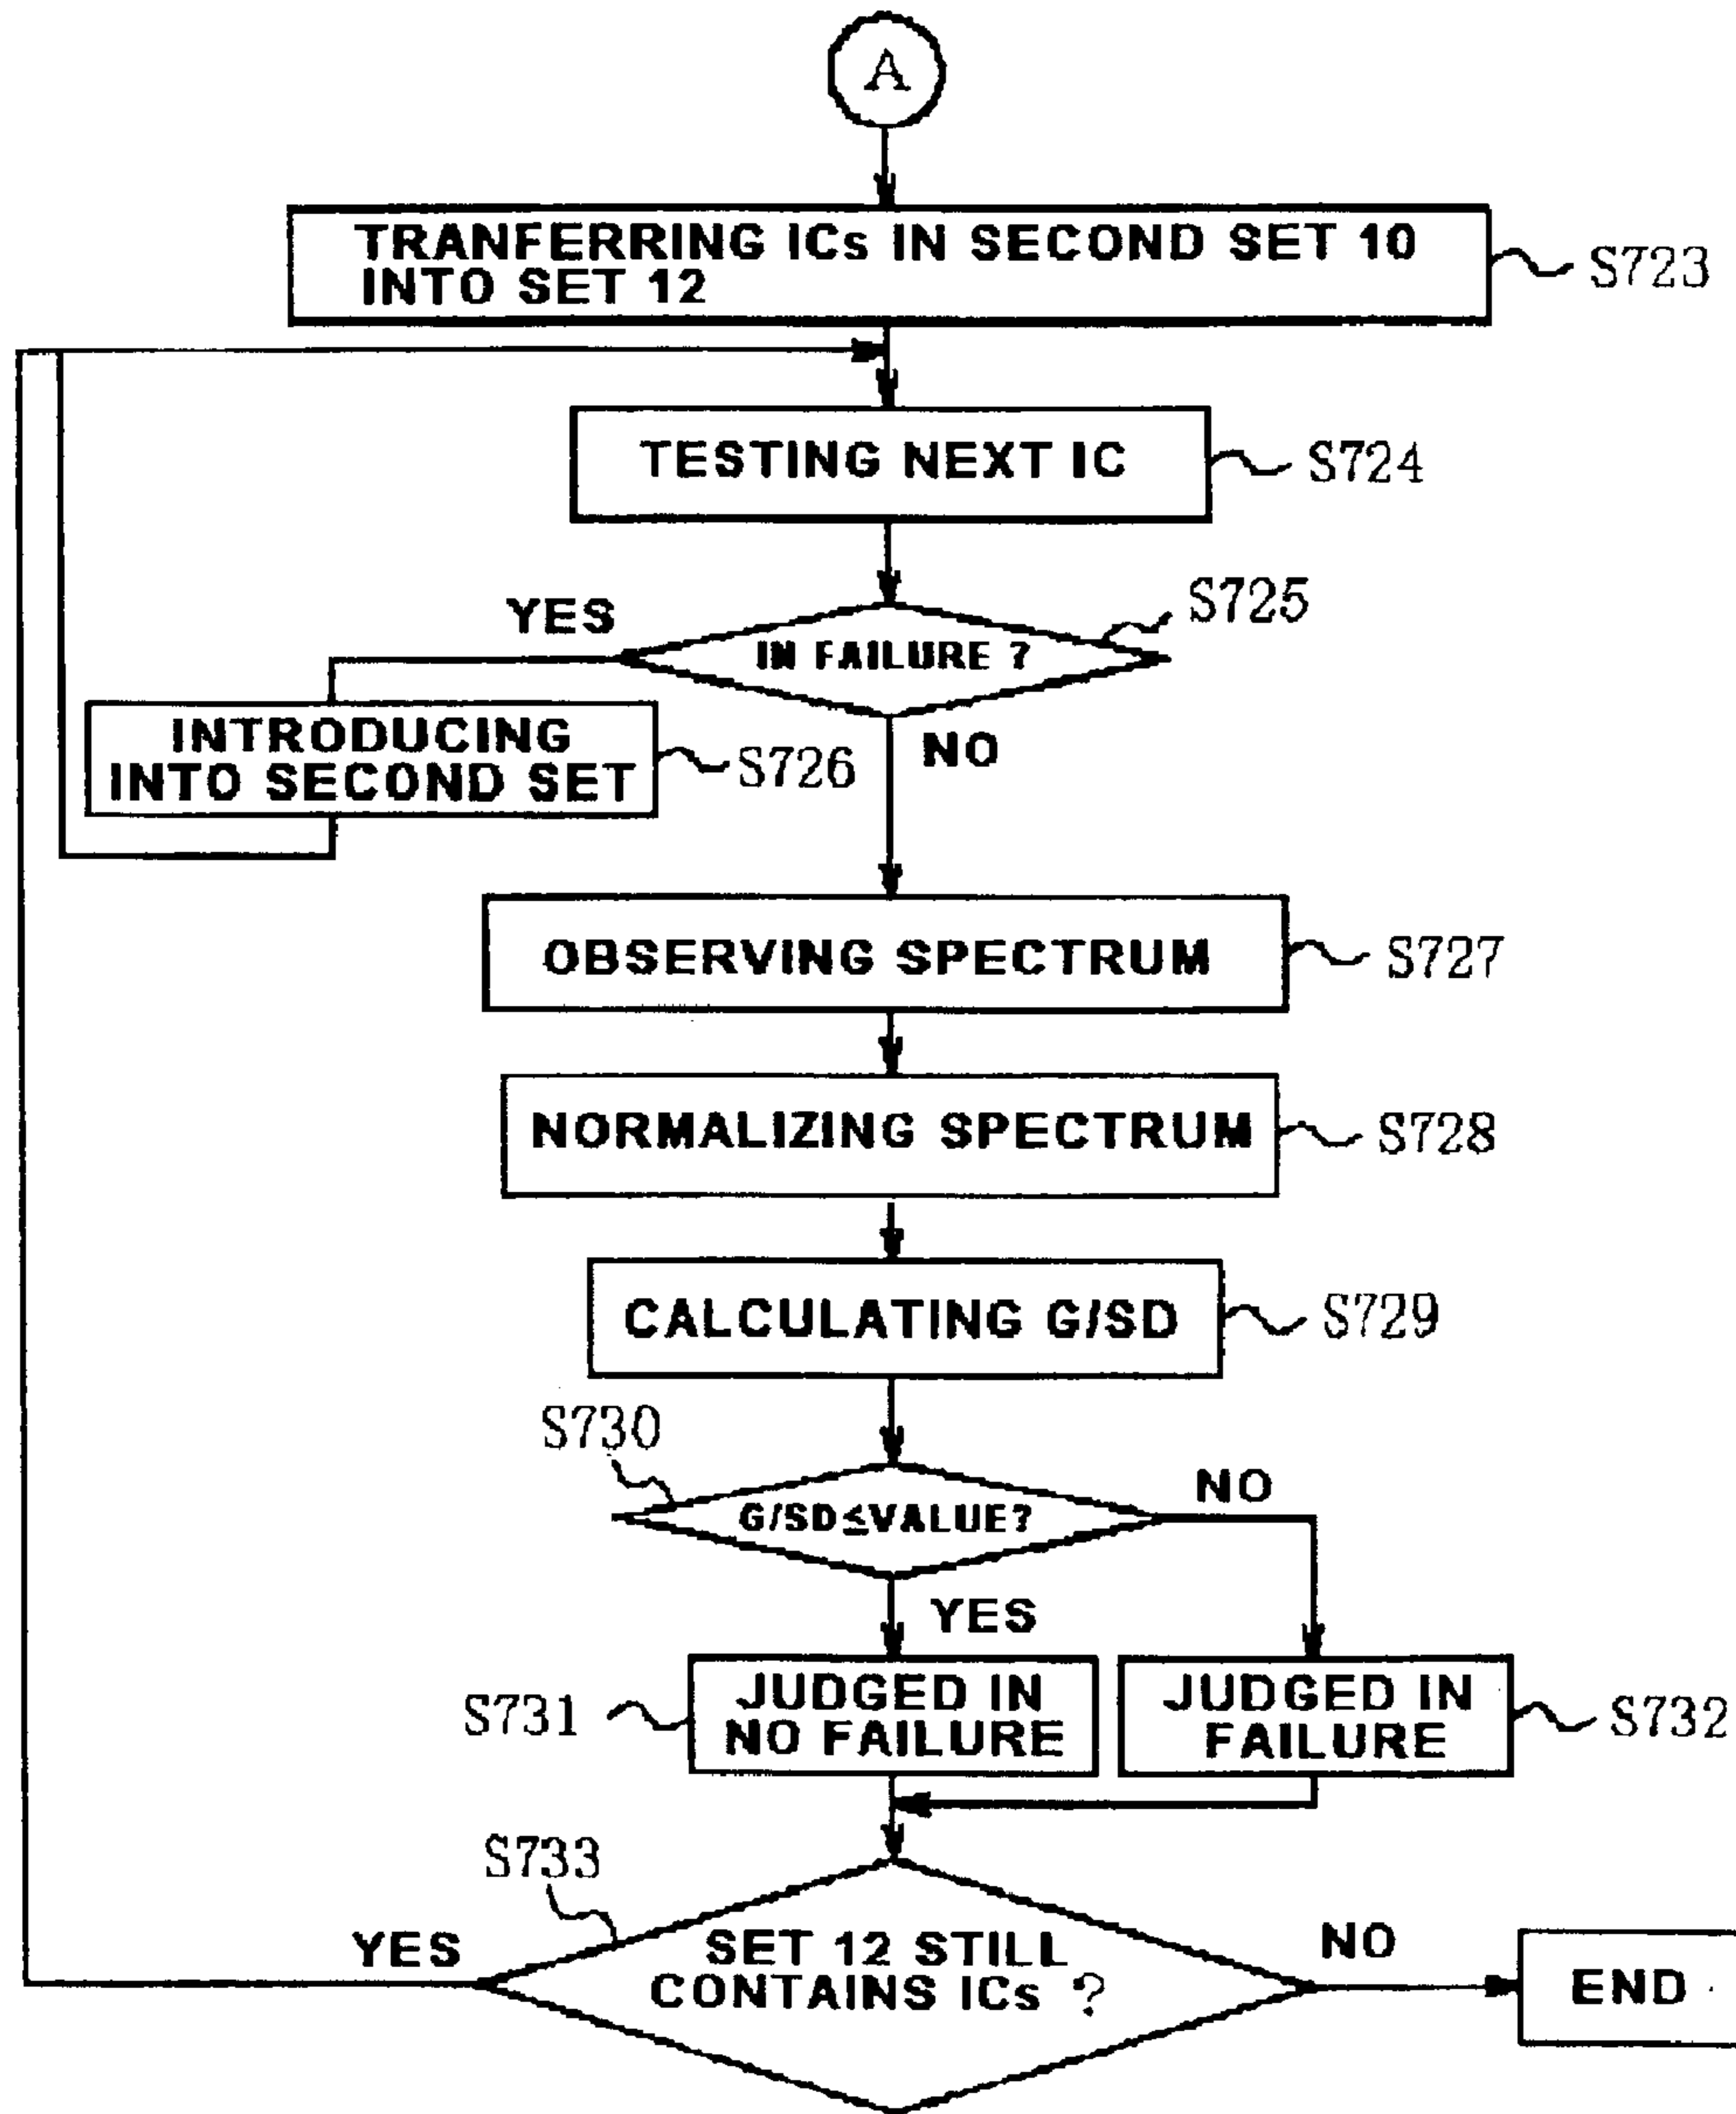 A
TRANFERRING ICs IN SECOND SET 10
INTO SET 12
S723
TESTING NEXT IC
S724
S725
YES
IN FAILURE ?
NO
INTRODUCING
INTO SECOND SET
S726
OBSERVING SPECTRUM
S727
NORMALIZING SPECTRUM
S728
CALCULATING G/SD
S729
S730
G/SD≦VALUE?
NO
YES
S731
JUDGED IN
NO FAILURE
JUDGED IN
FAILURE
S732
S733
YES
SET 12 STILL
CONTAINS ICs ?
NO
END